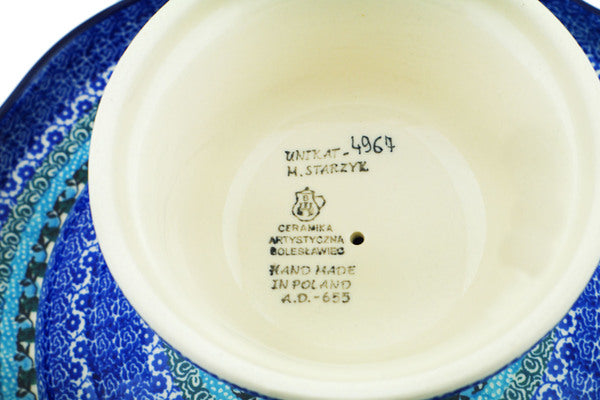 UNIKAT-4967
M. STARZYK
CERAMIKA
ARTYSTYCZNA
BOLESŁAWIEC
HAND MADE
IN POLAND
A.D.-655